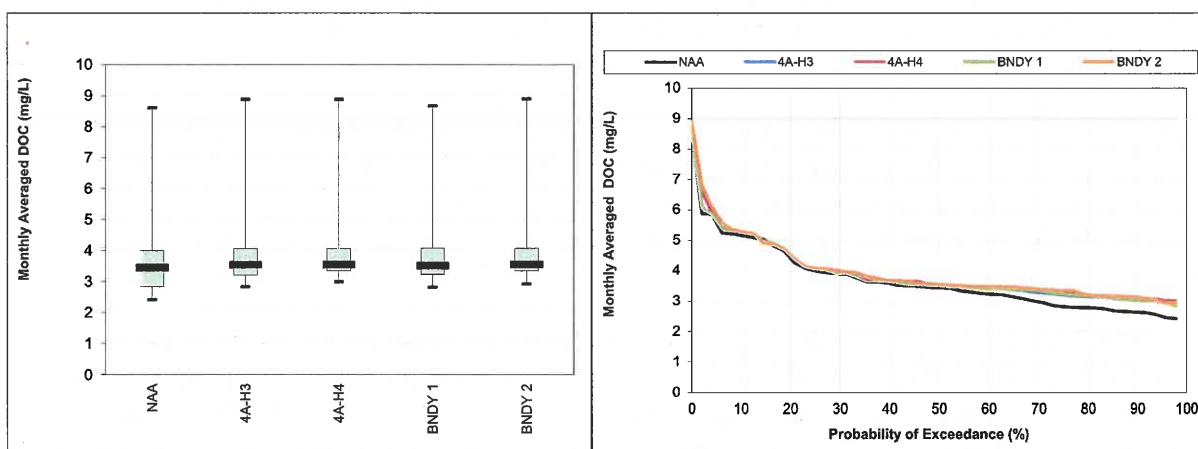 Monthly Averaged DOC (mg/L)
10
9
8
7
6
5
4
3
2
1
0
NAA
4A-H3
4A-H4
BNDY 1
BNDY 2
NAA 4A-H3 4A-H4 BNDY 1 BNDY 2
Monthly Averaged DOC (mg/L)
10
9
8
7
6
5
4
3
2
1
0
0 10 20 30 40 50 60 70 80 90 100
Probability of Exceedance (%)